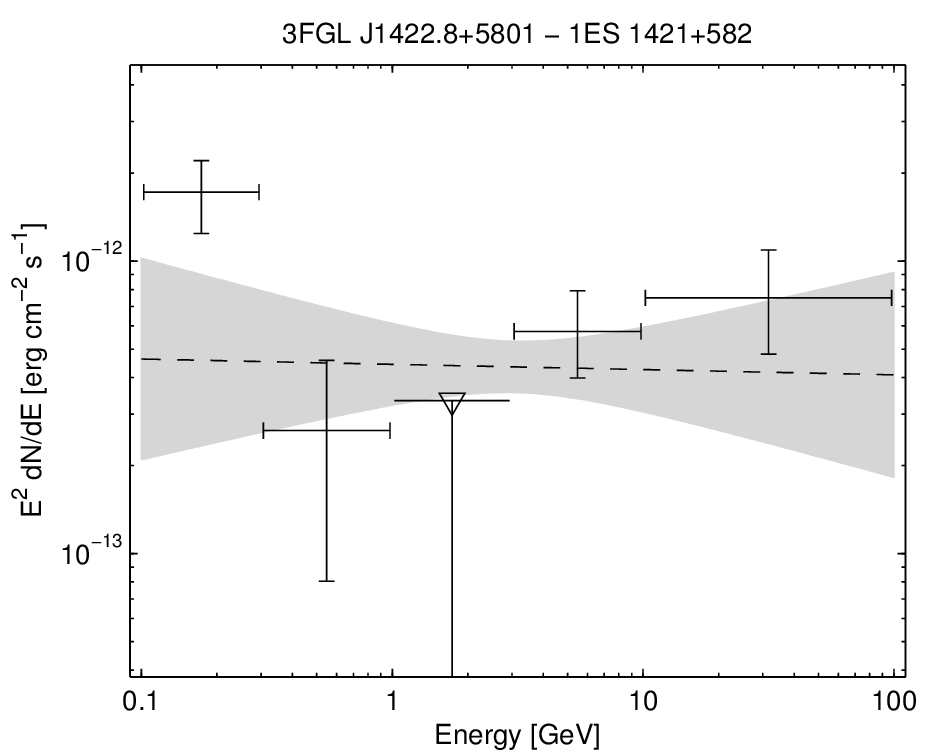 3FGL J1422.8+5801 − 1ES 1421+582
E² dN/dE [erg cm⁻² s⁻¹]
10⁻¹²
10⁻¹³
0.1 1 10 100
Energy [GeV]